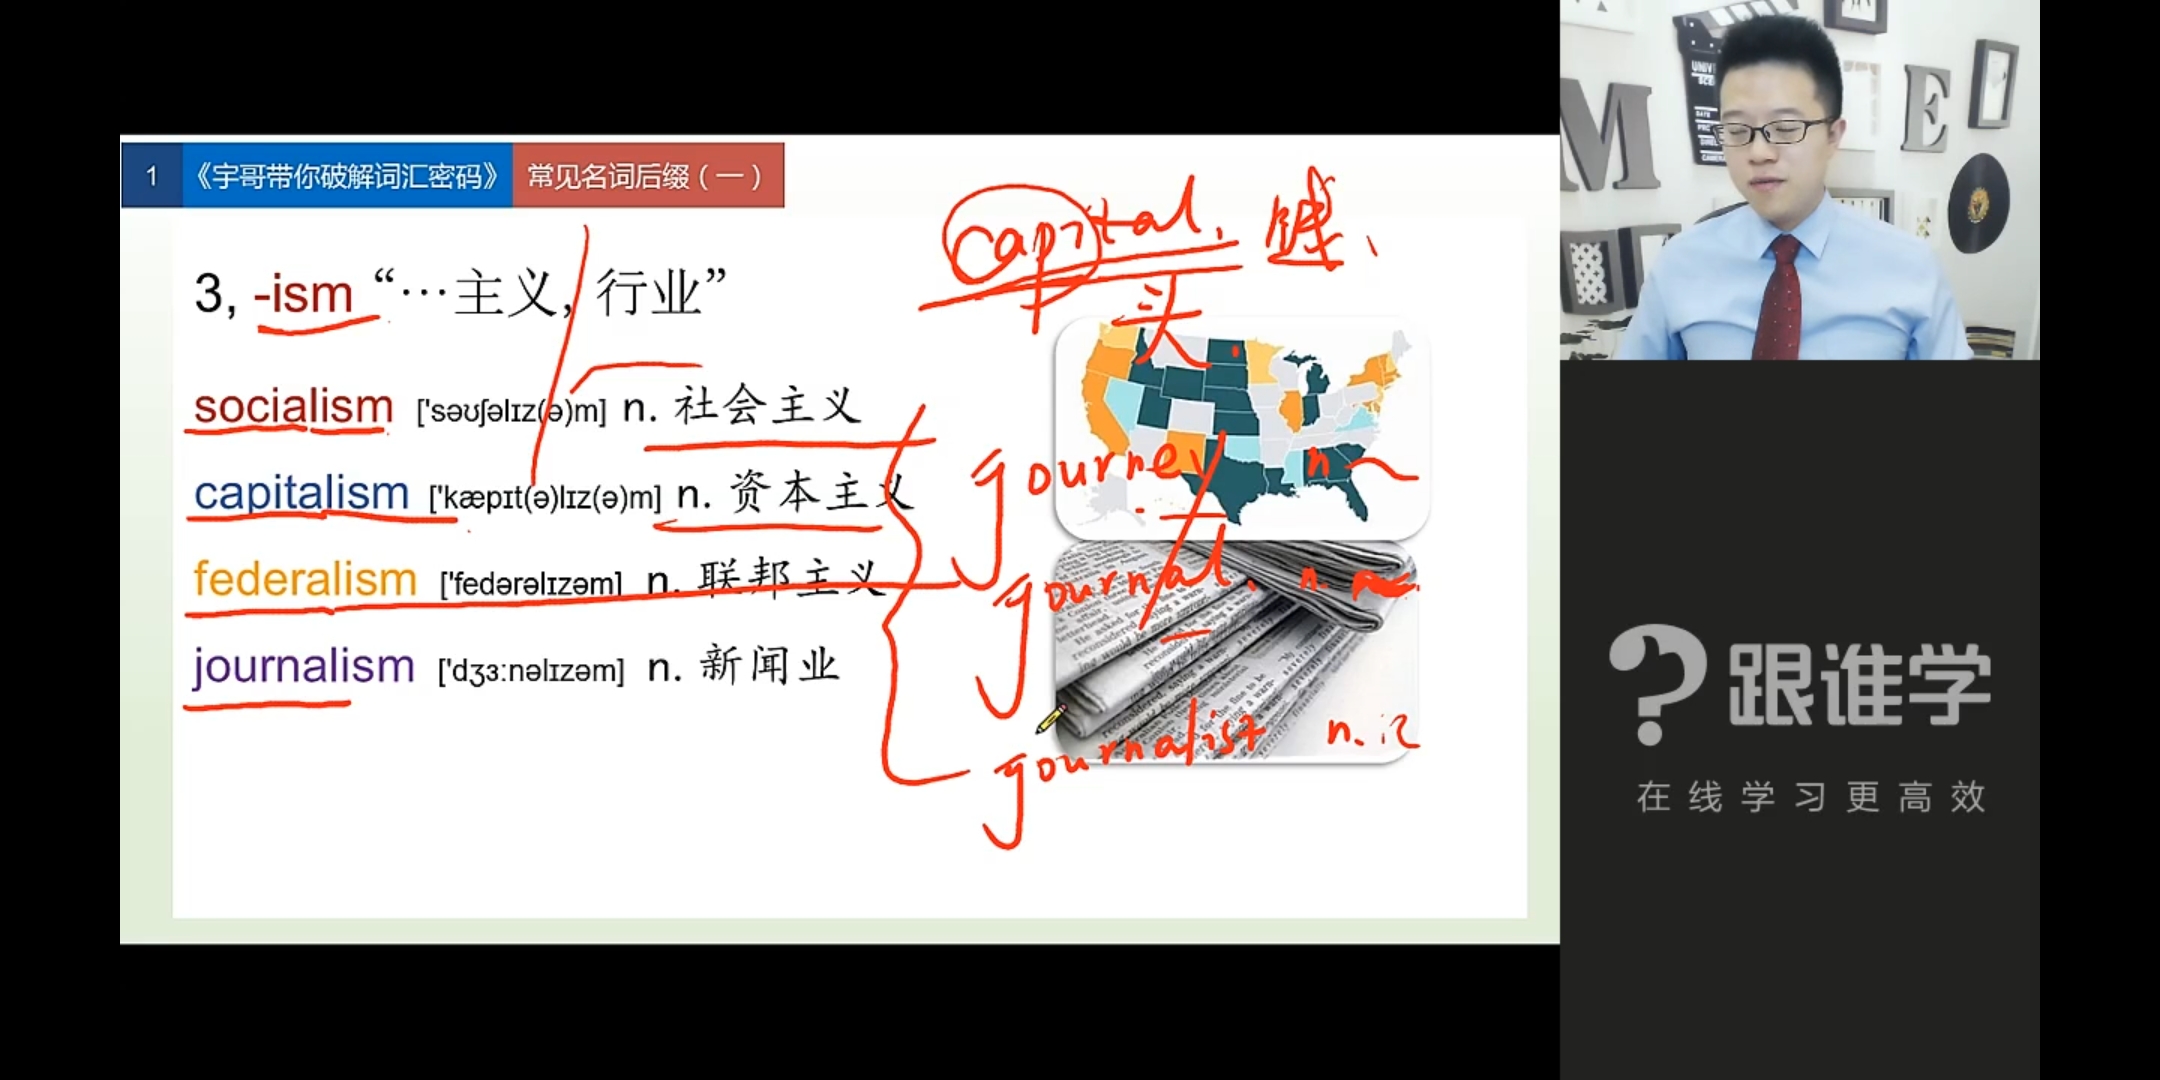 1 《宇哥带你破解词汇密码》 常见名词后缀（一）
capital. 钱、
头.
3, -ism “…主义, 行业”
socialism ['səʊʃəlɪz(ə)m] n. 社会主义
capitalism ['kæpɪt(ə)lɪz(ə)m] n. 资本主义
journey n
federalism ['fedərəlɪzəm] n. 联邦主义
journal. n.
journalism ['dʒɜ:nəlɪzəm] n. 新闻业
journalist n. 记
M
E
跟谁学
在线学习更高效